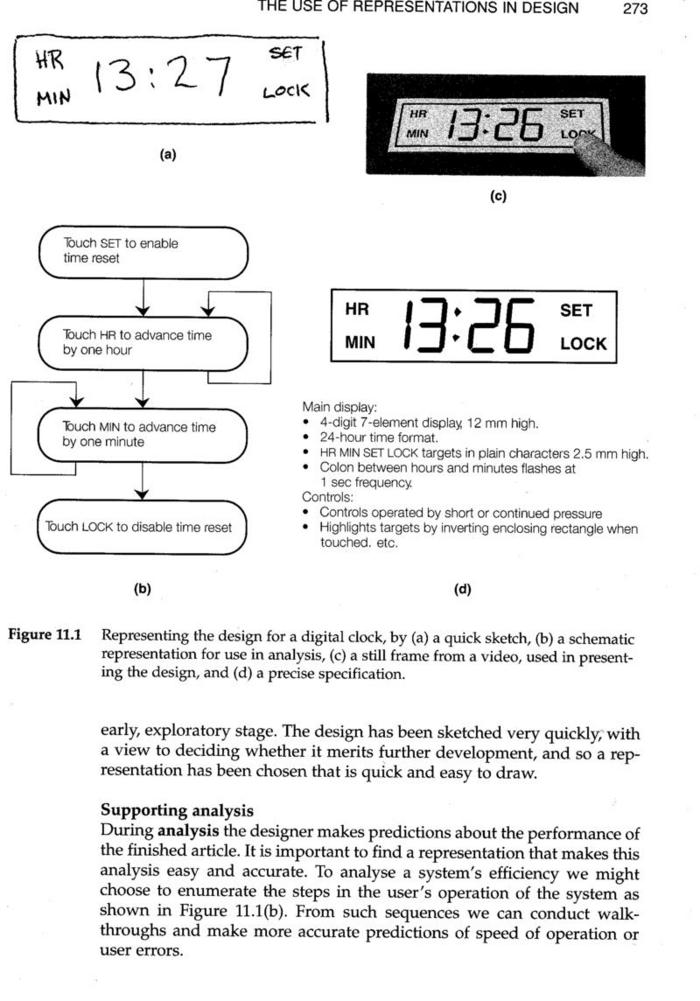 THE USE OF REPRESENTATIONS IN DESIGN 273
HR 13:27 SET
MIN LOCK
(a)
HR 13:26 SET
MIN LOCK
(c)
Touch SET to enable
time reset
Touch HR to advance time
by one hour
Touch MIN to advance time
by one minute
Touch LOCK to disable time reset
(b)
HR 13:26 SET
MIN LOCK
Main display:
• 4-digit 7-element display, 12 mm high.
• 24-hour time format.
• HR MIN SET LOCK targets in plain characters 2.5 mm high.
• Colon between hours and minutes flashes at
1 sec frequency.
Controls:
• Controls operated by short or continued pressure
• Highlights targets by inverting enclosing rectangle when
touched. etc.
(d)
Figure 11.1 Representing the design for a digital clock, by (a) a quick sketch, (b) a schematic
representation for use in analysis, (c) a still frame from a video, used in present-
ing the design, and (d) a precise specification.
early, exploratory stage. The design has been sketched very quickly, with
a view to deciding whether it merits further development, and so a rep-
resentation has been chosen that is quick and easy to draw.
Supporting analysis
During analysis the designer makes predictions about the performance of
the finished article. It is important to find a representation that makes this
analysis easy and accurate. To analyse a system's efficiency we might
choose to enumerate the steps in the user's operation of the system as
shown in Figure 11.1(b). From such sequences we can conduct walk-
throughs and make more accurate predictions of speed of operation or
user errors.